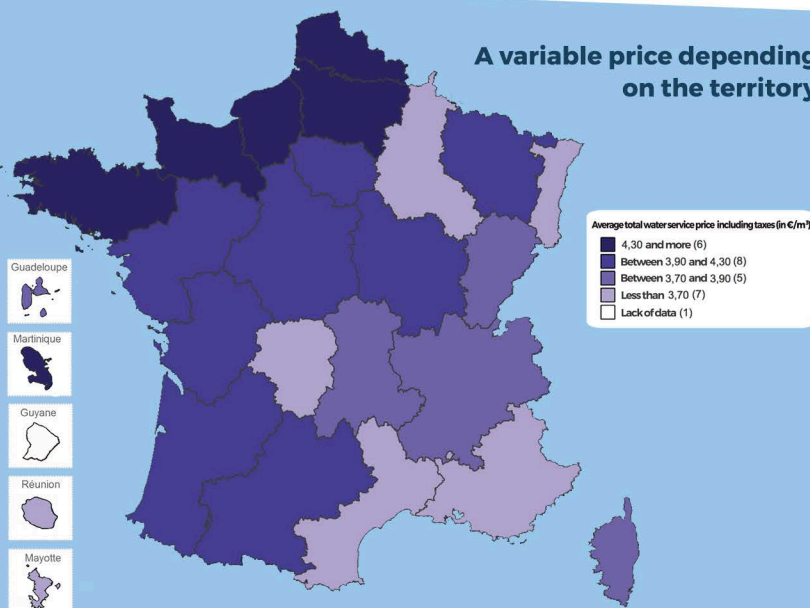 A variable price depending
on the territory
Average total water service price including taxes (in €/m³)
4,30 and more (6)
Between 3,90 and 4,30 (8)
Between 3,70 and 3,90 (5)
Less than 3,70 (7)
Lack of data (1)
Guadeloupe
Martinique
Guyane
Réunion
Mayotte